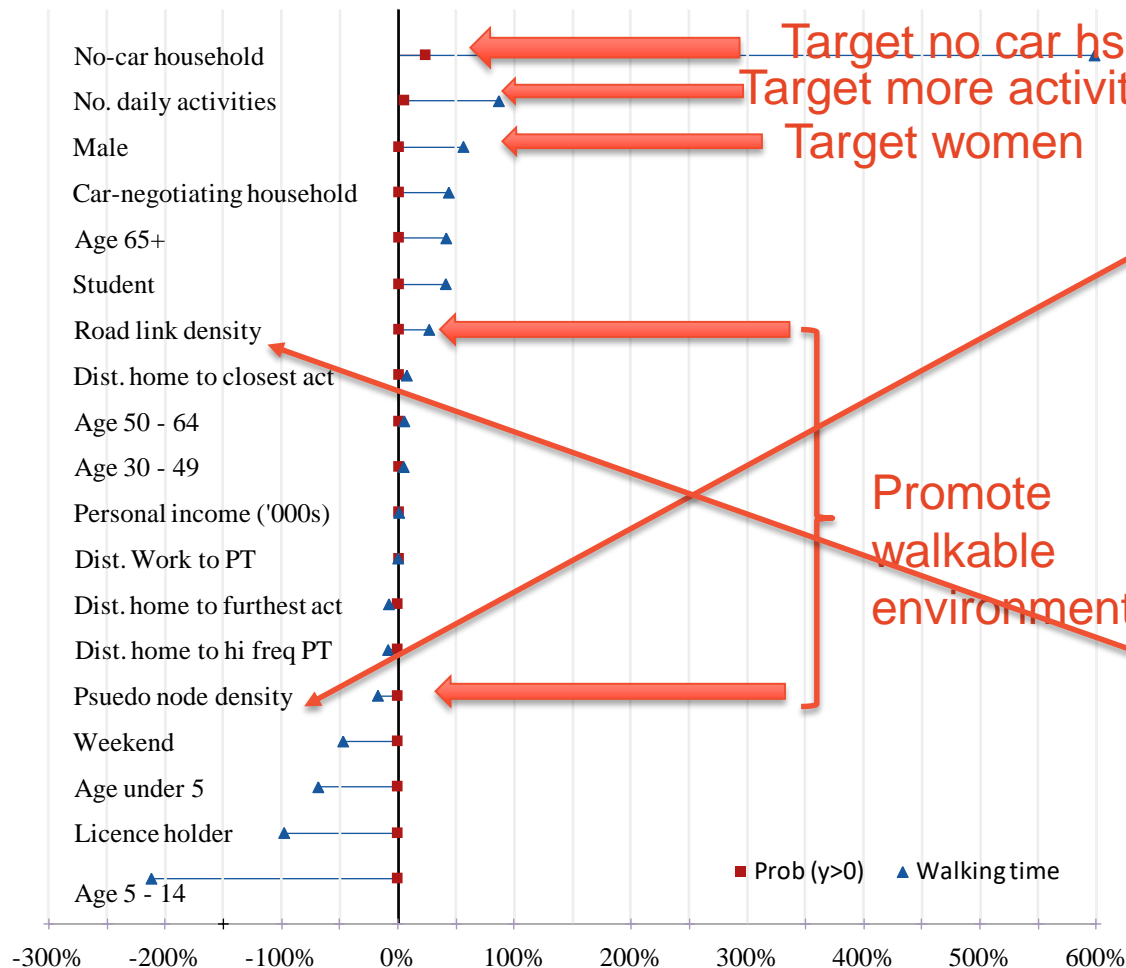 No-car household
Target no car hs
No. daily activities
Target more activit
Male
Target women
Car-negotiating household
Age 65+
Student
Road link density
Dist. home to closest act
Age 50 - 64
Age 30 - 49
Personal income ('000s)
Promote
walkable
environment
Dist. Work to PT
Dist. home to furthest act
Dist. home to hi freq PT
Psuedo node density
Weekend
Age under 5
Licence holder
Age 5 - 14
Prob (y>0) Walking time
-300% -200% -100% 0% 100% 200% 300% 400% 500% 600%